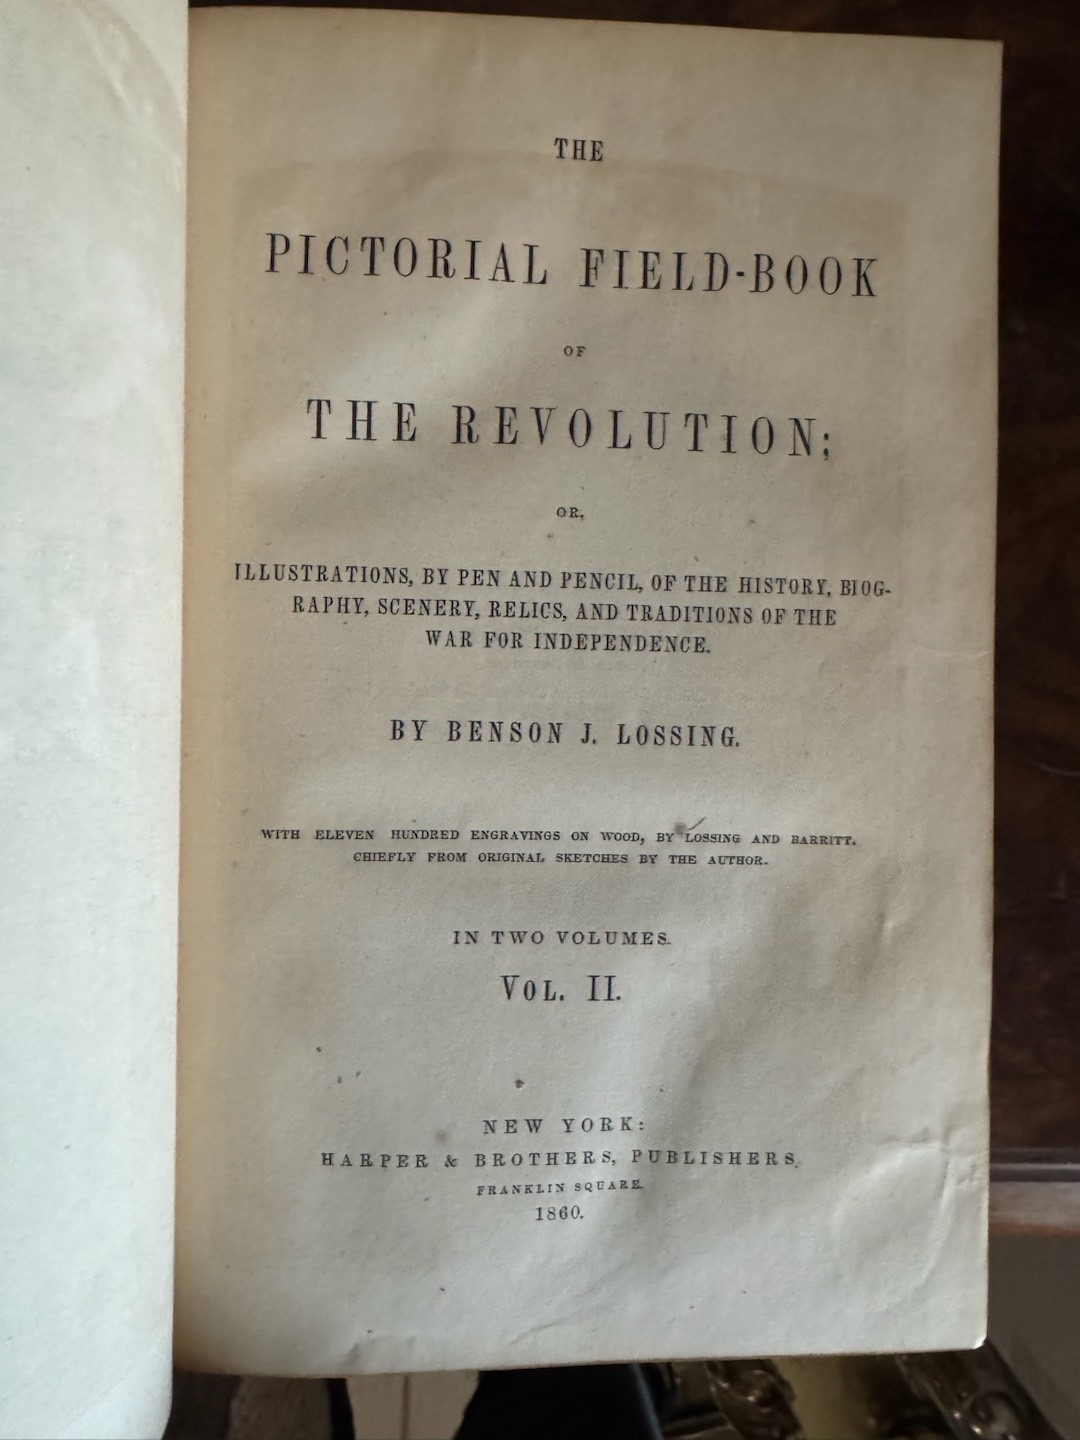 THE
PICTORIAL FIELD-BOOK
OF
THE REVOLUTION;
OR,
ILLUSTRATIONS, BY PEN AND PENCIL, OF THE HISTORY, BIOG-
RAPHY, SCENERY, RELICS, AND TRADITIONS OF THE
WAR FOR INDEPENDENCE.
BY BENSON J. LOSSING.
WITH ELEVEN HUNDRED ENGRAVINGS ON WOOD, BY LOSSING AND BARRITT,
CHIEFLY FROM ORIGINAL SKETCHES BY THE AUTHOR.
IN TWO VOLUMES.
VOL. II.
NEW YORK:
HARPER & BROTHERS, PUBLISHERS,
FRANKLIN SQUARE.
1860.